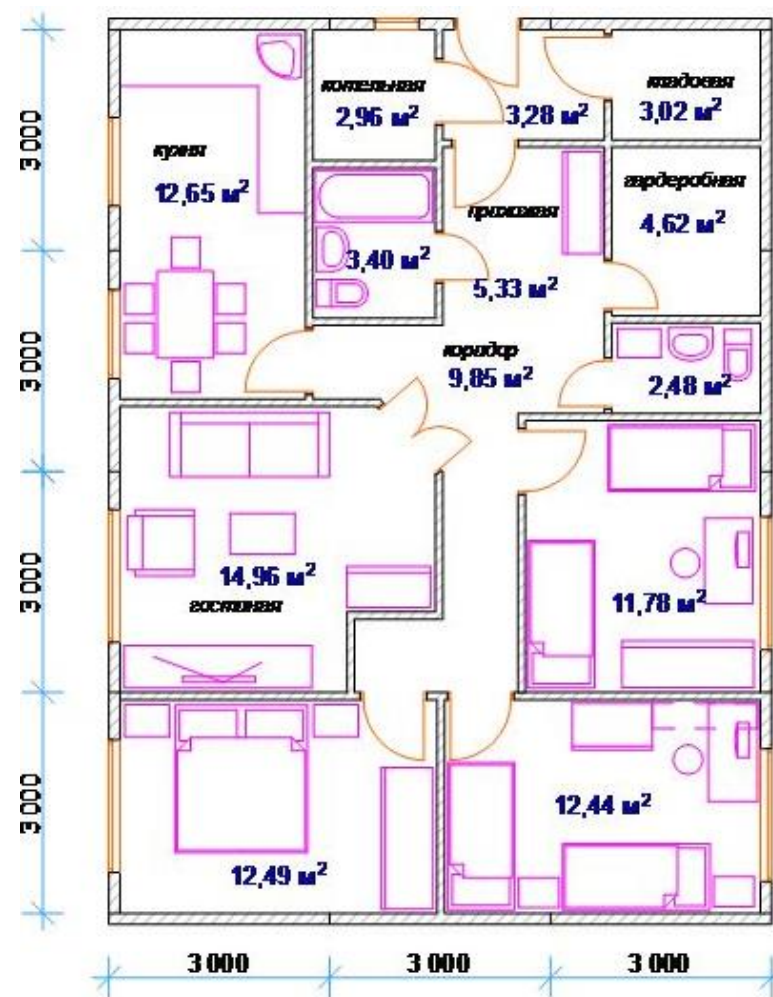 котельная
2,96 м²
3,28 м²
кладовая
3,02 м²
кухня
12,65 м²
гардеробная
4,62 м²
прихожая
5,33 м²
3,40 м²
коридор
9,85 м²
2,48 м²
14,96 м²
гостиная
11,78 м²
12,49 м²
12,44 м²
3 000
3 000
3 000
3 000
3 000
3 000
3 000